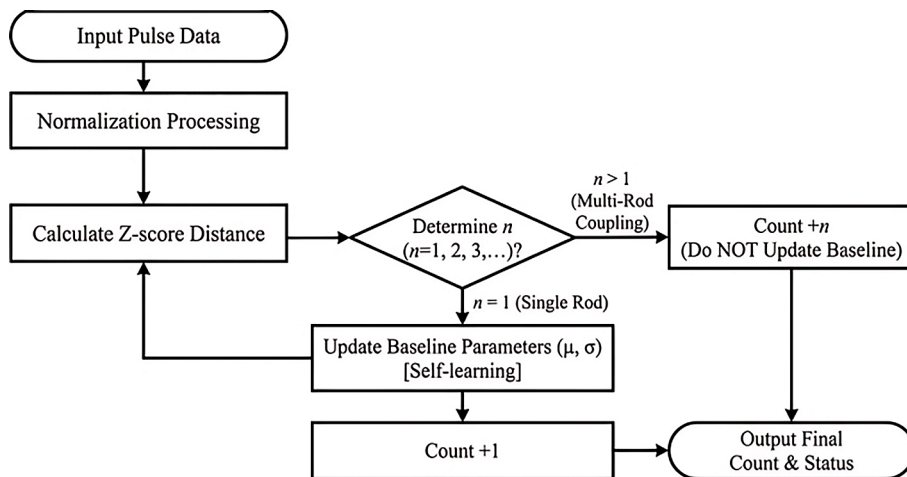 Input Pulse Data
Normalization Processing
Calculate Z-score Distance
Determine n
(n=1, 2, 3,...)?
n > 1
(Multi-Rod
Coupling)
Count +n
(Do NOT Update Baseline)
n = 1 (Single Rod)
Update Baseline Parameters (μ, σ)
[Self-learning]
Count +1
Output Final
Count & Status